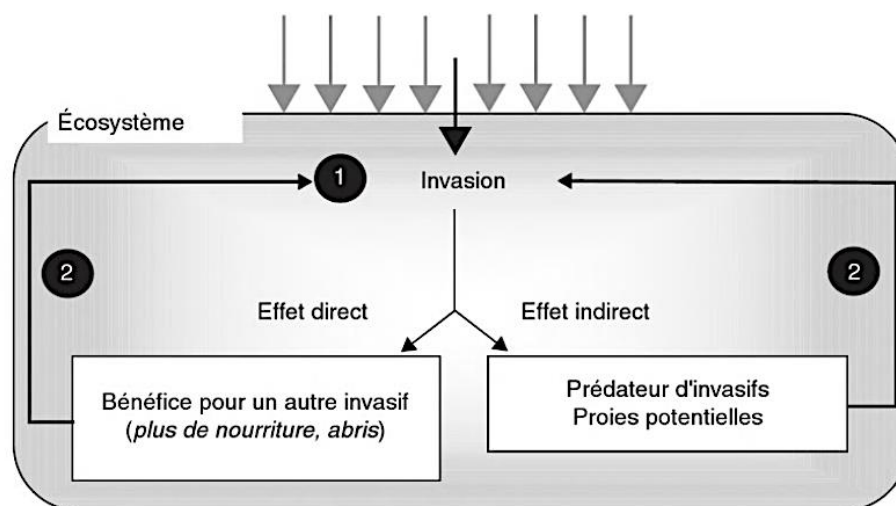 Écosystème
1
Invasion
2
2
Effet direct
Effet indirect
Bénéfice pour un autre invasif
(plus de nourriture, abris)
Prédateur d'invasifs
Proies potentielles